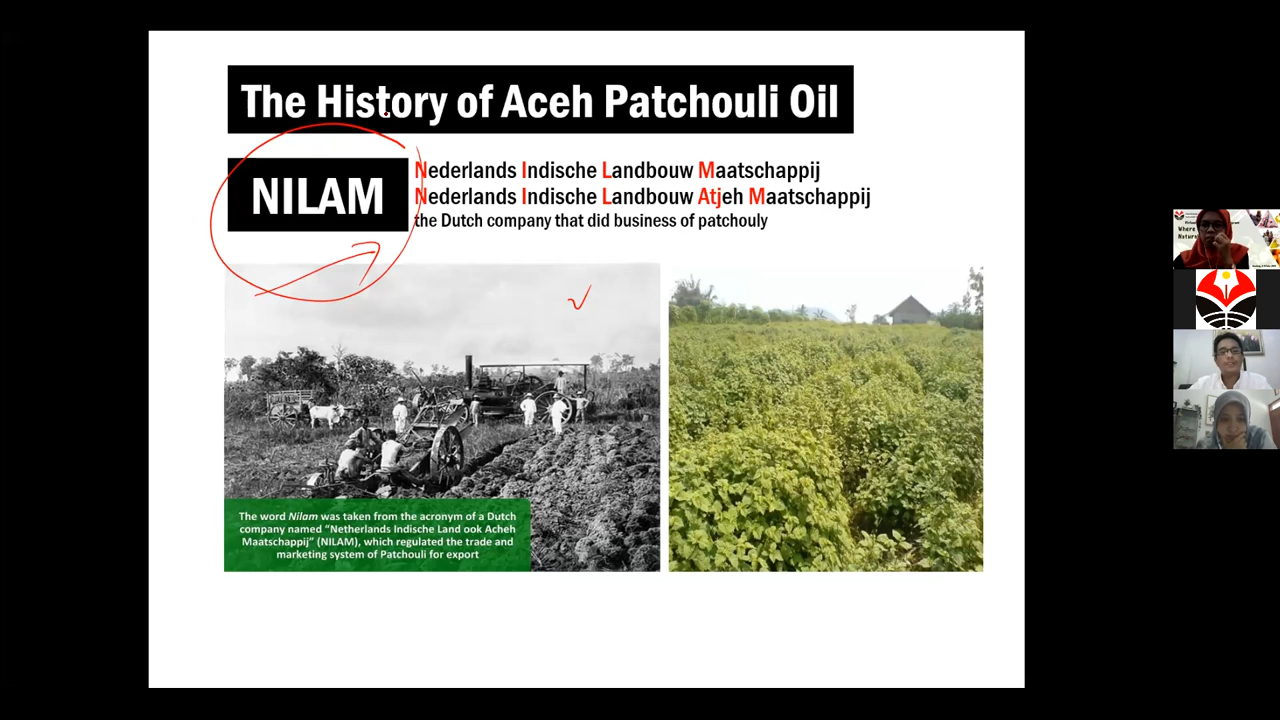 The History of Aceh Patchouli Oil
NILAM
Nederlands Indische Landbouw Maatschappij
Nederlands Indische Landbouw Atjeh Maatschappij
the Dutch company that did business of patchouly
The word Nilam was taken from the acronym of a Dutch
company named “Netherlands Indische Land ook Acheh
Maatschappij” (NILAM), which regulated the trade and
marketing system of Patchouli for export
Where
Nature